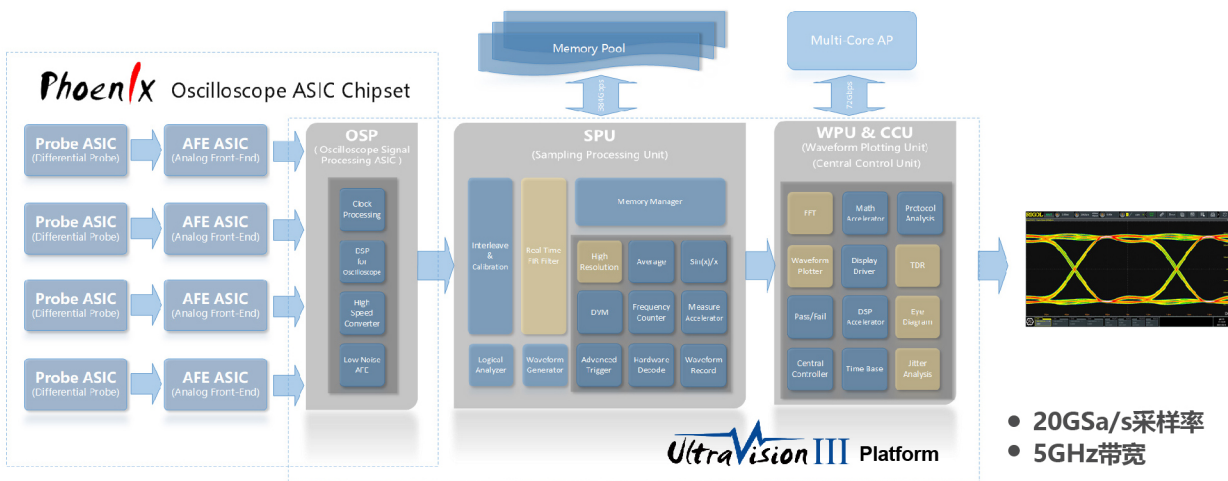 Memory Pool
Multi-Core AP
Phoenix Oscilloscope ASIC Chipset
384Gbps
72Gbps
Probe ASIC
(Differential Probe)
AFE ASIC
(Analog Front-End)
Probe ASIC
(Differential Probe)
AFE ASIC
(Analog Front-End)
Probe ASIC
(Differential Probe)
AFE ASIC
(Analog Front-End)
Probe ASIC
(Differential Probe)
AFE ASIC
(Analog Front-End)
OSP
( Oscilloscope Signal
Processing ASIC )
Clock
Processing
DSP
for
Oscilloscope
High
Speed
Converter
Low Noise
AFE
SPU
(Sampling Processing Unit)
Interleave
&
Calibration
Real Time
FIR Filter
Memory Manager
High
Resolution
Average
Sin(x)/x
DVM
Frequency
Counter
Measure
Accelerator
Logical
Analyzer
Waveform
Generator
Advanced
Trigger
Hardware
Decode
Waveform
Record
WPU & CCU
(Waveform Plotting Unit)
(Central Control Unit)
FFT
Math
Accelerator
Protocol
Analysis
Waveform
Plotter
Display
Driver
TDR
Pass/Fail
DSP
Accelerator
Eye
Diagram
Central
Controller
Time Base
Jitter
Analysis
RIGOL
UltraVision III Platform
20GSa/s采样率
5GHz带宽